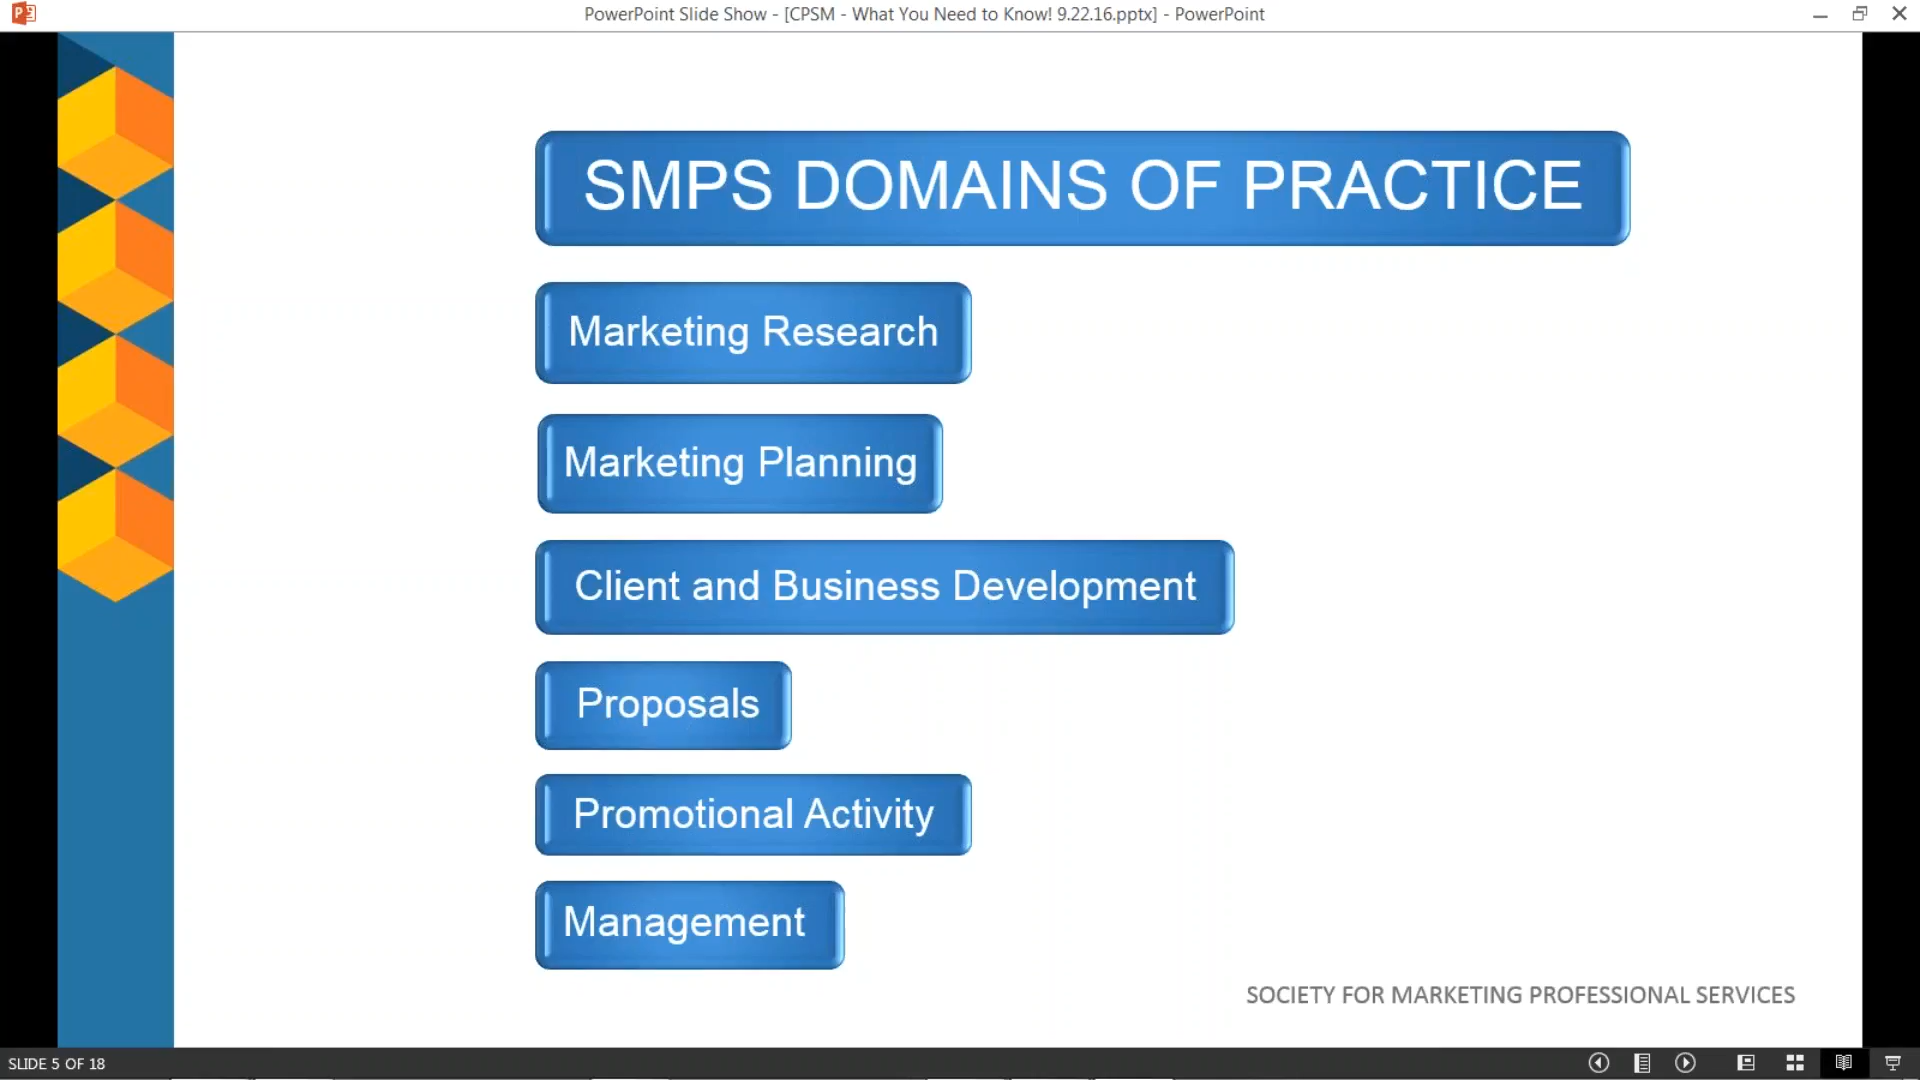 PowerPoint Slide Show - [CPSM - What You Need to Know! 9.22.16.pptx] - PowerPoint
SMPS DOMAINS OF PRACTICE
Marketing Research
Marketing Planning
Client and Business Development
Proposals
Promotional Activity
Management
SOCIETY FOR MARKETING PROFESSIONAL SERVICES
SLIDE 5 OF 18